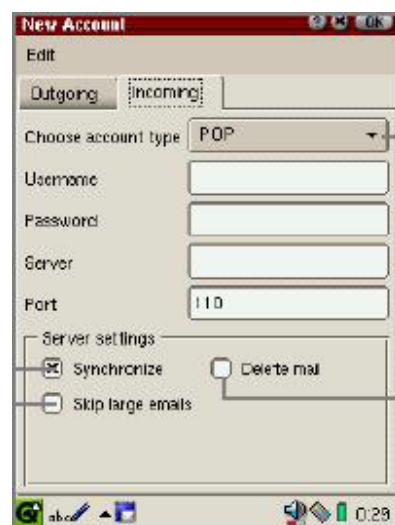 New Account OK
Edit
Outgoing Incoming
Choose account type POP
Username
Password
Server
Port 110
Server settings
Synchronize Delete mail
Skip large emails
abc 0:29